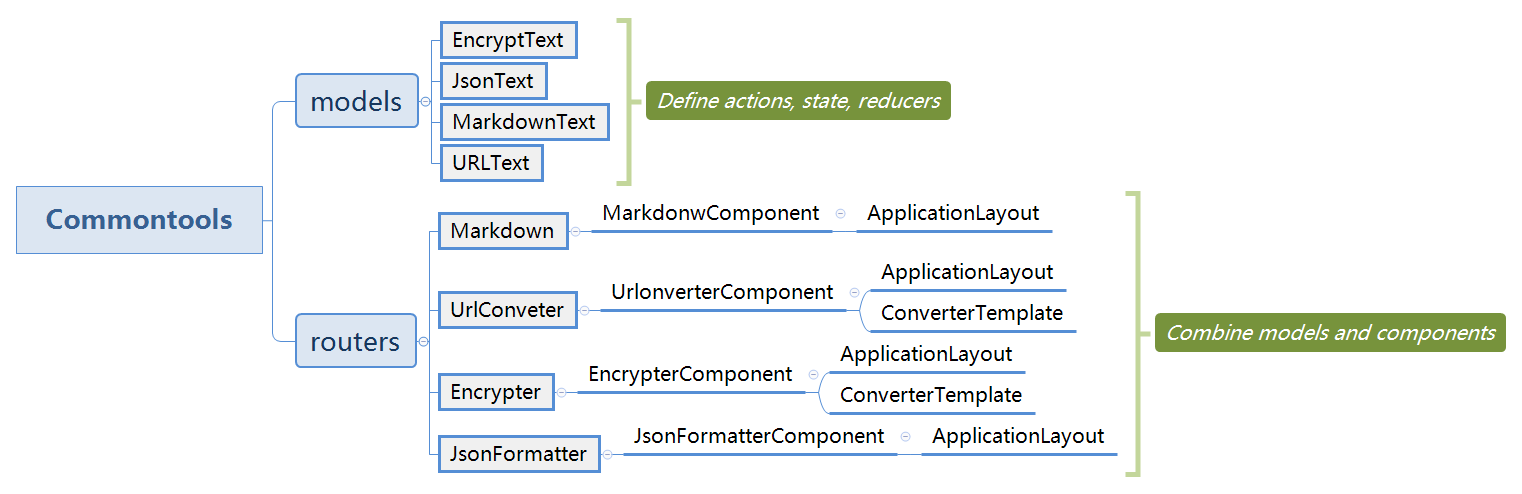 Commontools
models
EncryptText
JsonText
MarkdownText
URLText
Define actions, state, reducers
routers
Markdown
MarkdonwComponent
ApplicationLayout
UrlConveter
UrlonverterComponent
ApplicationLayout
ConverterTemplate
Encrypter
EncrypterComponent
ApplicationLayout
ConverterTemplate
JsonFormatter
JsonFormatterComponent
ApplicationLayout
Combine models and components